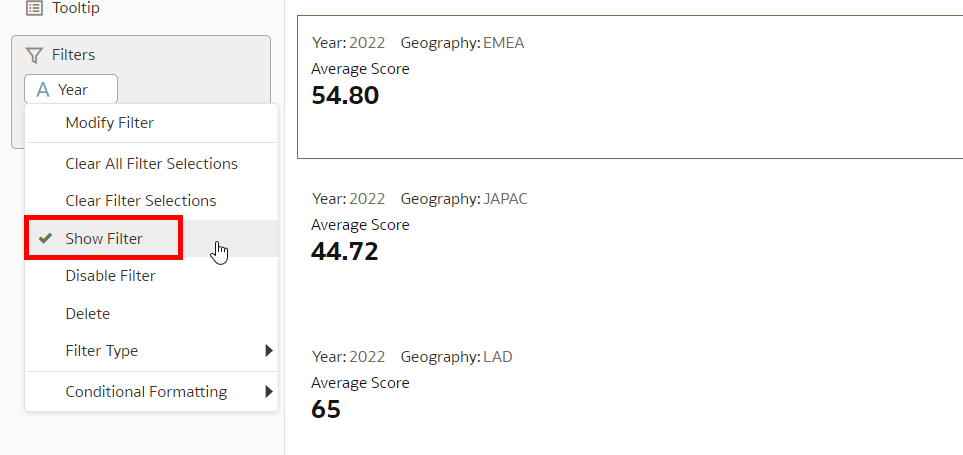 Tooltip
Filters
A Year
Modify Filter
Clear All Filter Selections
Clear Filter Selections
Show Filter
Disable Filter
Delete
Filter Type
Conditional Formatting
Year: 2022 Geography: EMEA
Average Score
54.80
Year: 2022 Geography: JAPAC
Average Score
44.72
Year: 2022 Geography: LAD
Average Score
65